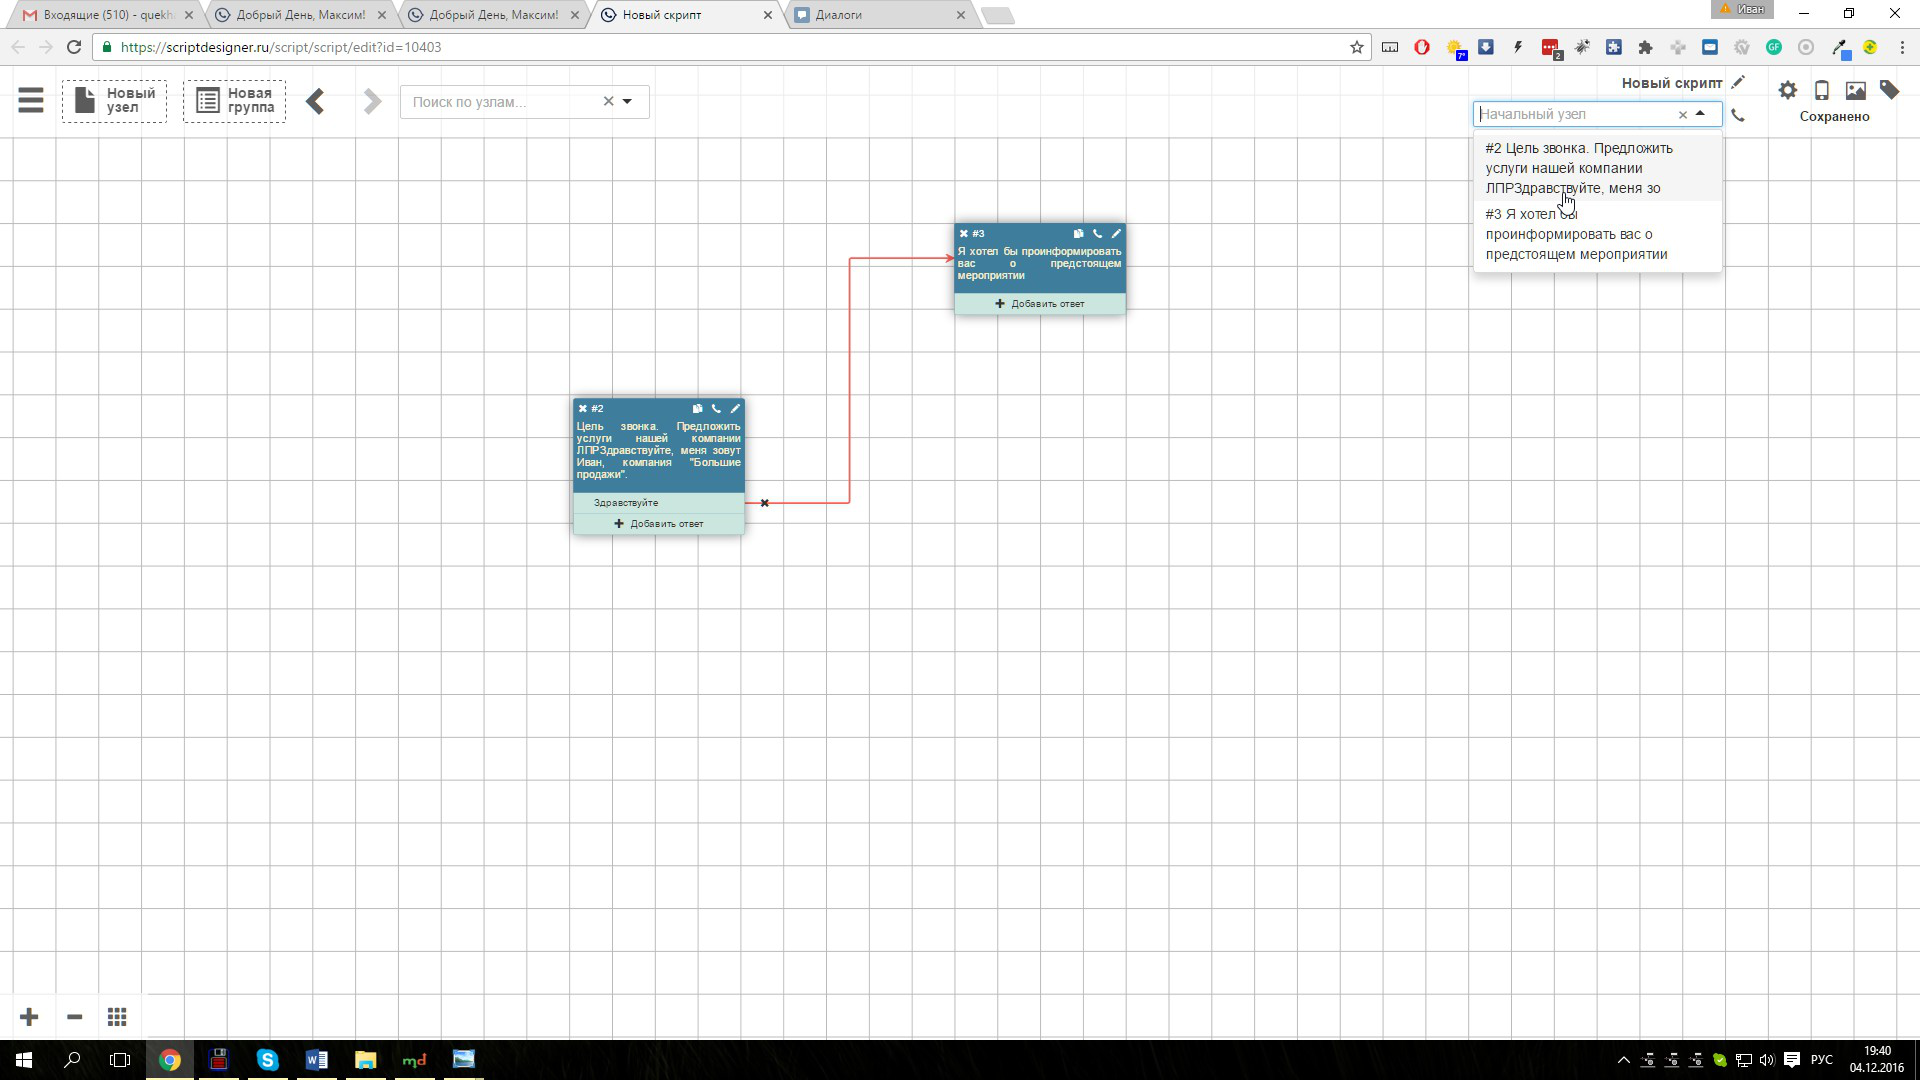 Входящие (510) - quekh
Добрый День, Максим!
Добрый День, Максим!
Новый скрипт
Диалоги
Иван
https://scriptdesigner.ru/script/script/edit?id=10403
7°
2
GF
Новый
узел
Новая
группа
Поиск по узлам...
Новый скрипт
Начальный узел
Сохранено
#2 Цель звонка. Предложить
услуги нашей компании
ЛПРЗдравствуйте, меня зо
#3 Я хотел бы
проинформировать вас о
предстоящем мероприятии
#3
Я хотел бы проинформировать
вас о предстоящем
мероприятии
Добавить ответ
#2
Цель звонка. Предложить
услуги нашей компании
ЛПРЗдравствуйте, меня зовут
Иван, компания "Большие
продажи".
Здравствуйте
Добавить ответ
md
РУС
19:40
04.12.2016